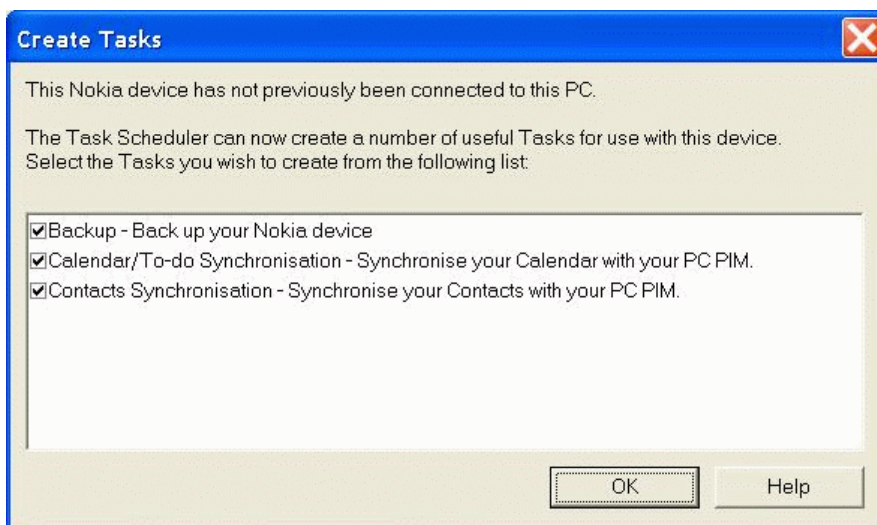 Create Tasks
This Nokia device has not previously been connected to this PC.
The Task Scheduler can now create a number of useful Tasks for use with this device.
Select the Tasks you wish to create from the following list:
Backup - Back up your Nokia device
Calendar/To-do Synchronisation - Synchronise your Calendar with your PC PIM.
Contacts Synchronisation - Synchronise your Contacts with your PC PIM.
OK Help